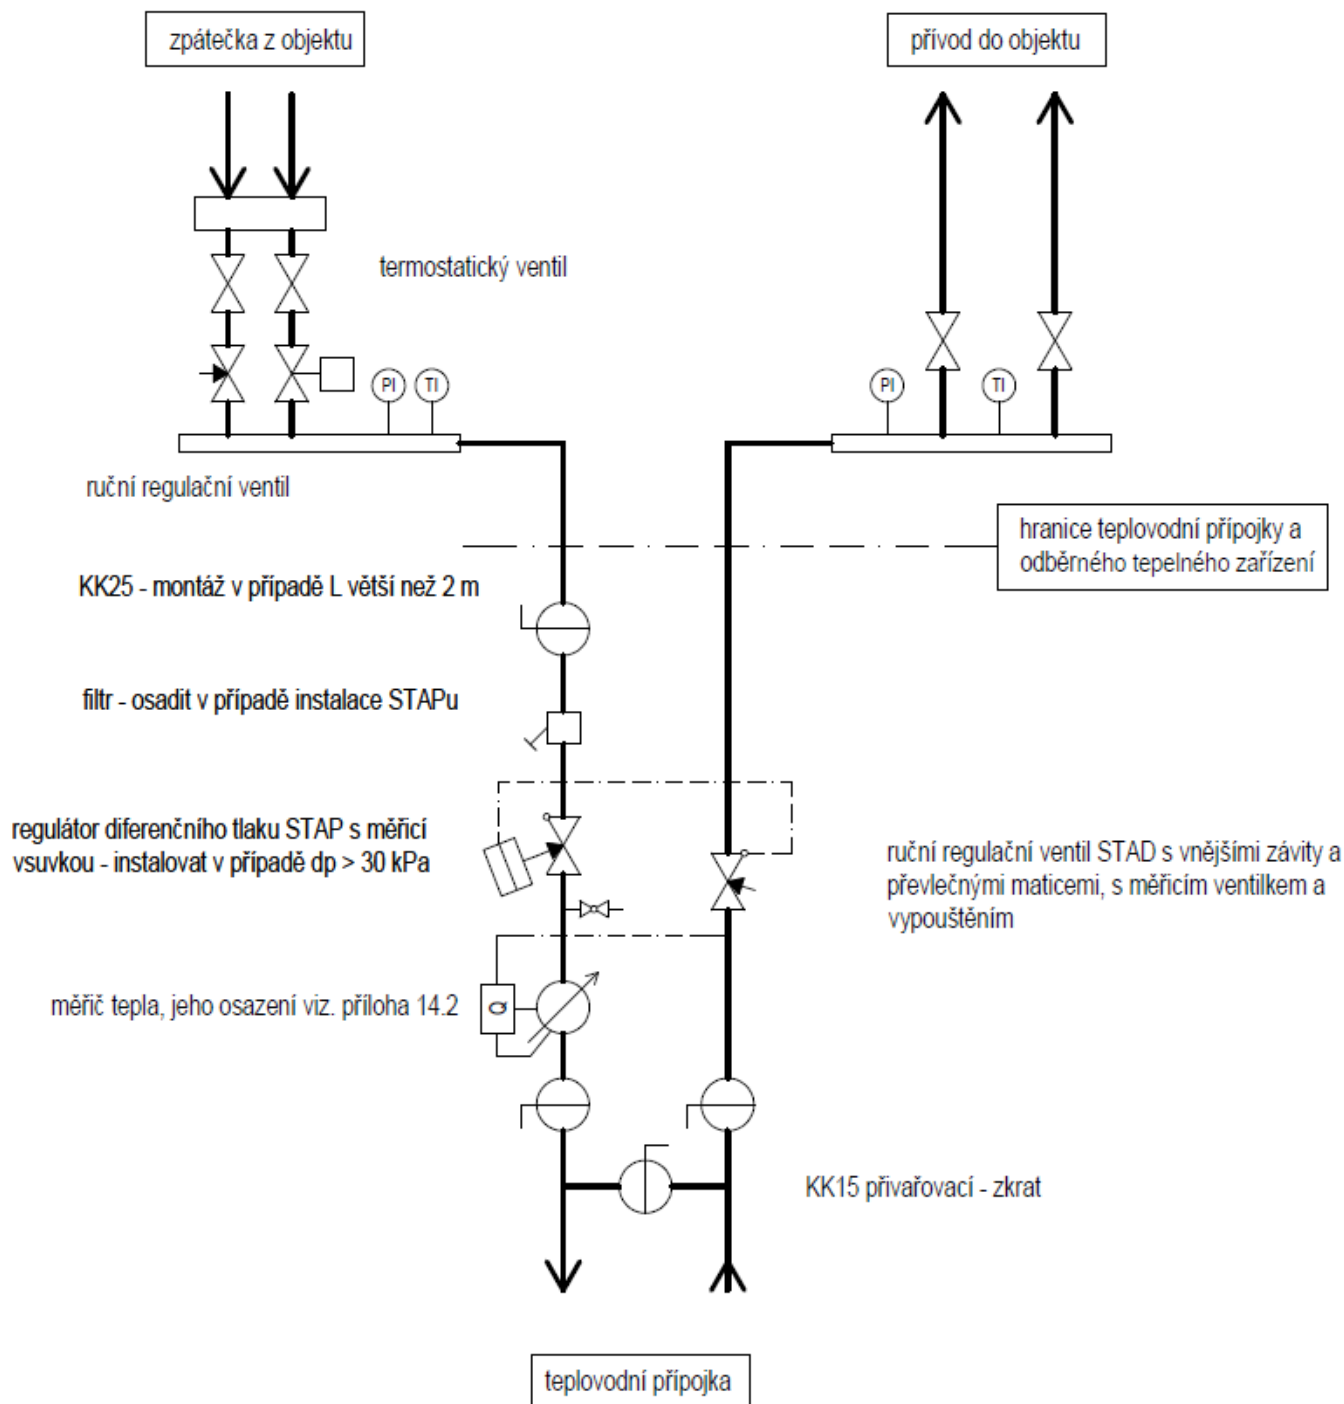 zpátečka z objektu
přívod do objektu
termostatický ventil
PI
TI
PI
TI
ruční regulační ventil
hranice teplovodní přípojky a
odběrného tepelného zařízení
KK25 - montáž v případě L větší než 2 m
filtr - osadit v případě instalace STAPu
regulátor diferenčního tlaku STAP s měřicí
vsuvkou - instalovat v případě dp > 30 kPa
ruční regulační ventil STAD s vnějšími závity a
převlečnými maticemi, s měřicím ventilkem a
vypouštěním
měřič tepla, jeho osazení viz. příloha 14.2
Q
KK15 přivařovací - zkrat
teplovodní přípojka